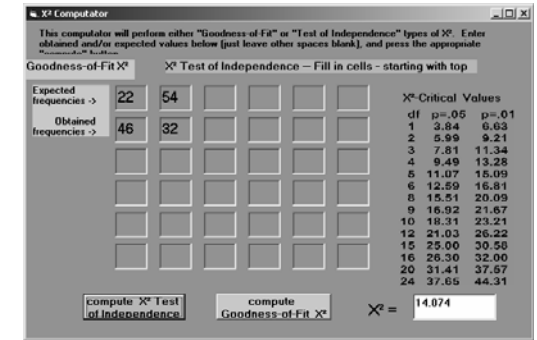 X² Computator
This computator will perform either "Goodness-of-Fit" or "Test of Independence" types of X². Enter
obtained and/or expected values below (just leave other spaces blank), and press the appropriate
"compute" button
Goodness-of-Fit X² X² Test of Independence – Fill in cells - starting with top
Expected
frequencies -> 22 54
Obtained
frequencies -> 46 32
X²-Critical Values
df p=.05 p=.01
1 3.84 6.63
2 5.99 9.21
3 7.81 11.34
4 9.49 13.28
5 11.07 15.09
6 12.59 16.81
8 15.51 20.09
9 16.92 21.67
10 18.31 23.21
12 21.03 26.22
15 25.00 30.58
16 26.30 32.00
20 31.41 37.57
24 37.65 44.31
compute X² Test
of Independence
compute
Goodness-of-Fit X²
X² = 14.074